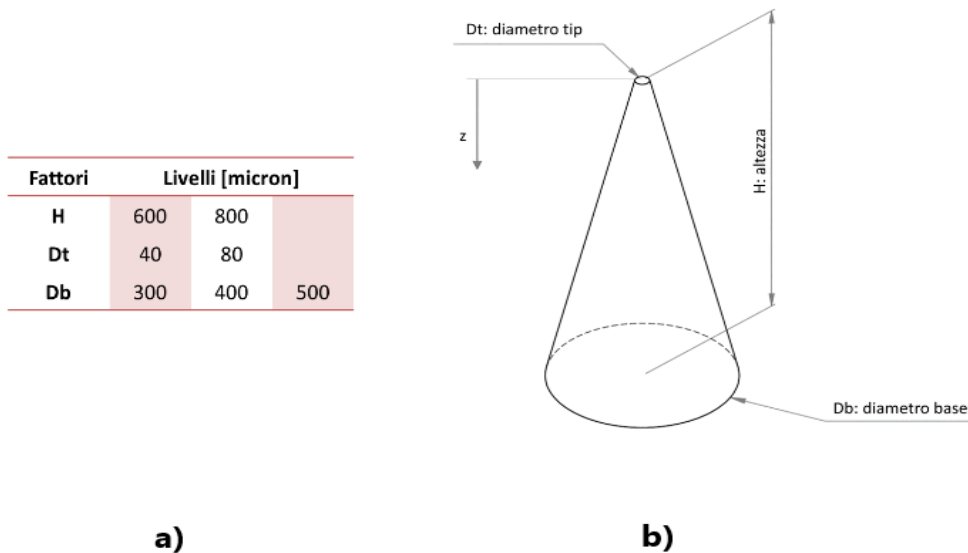 Fattori Livelli [micron]
H 600 800
Dt 40 80
Db 300 400 500
a)
Dt: diametro tip
z
H: altezza
Db: diametro base
b)